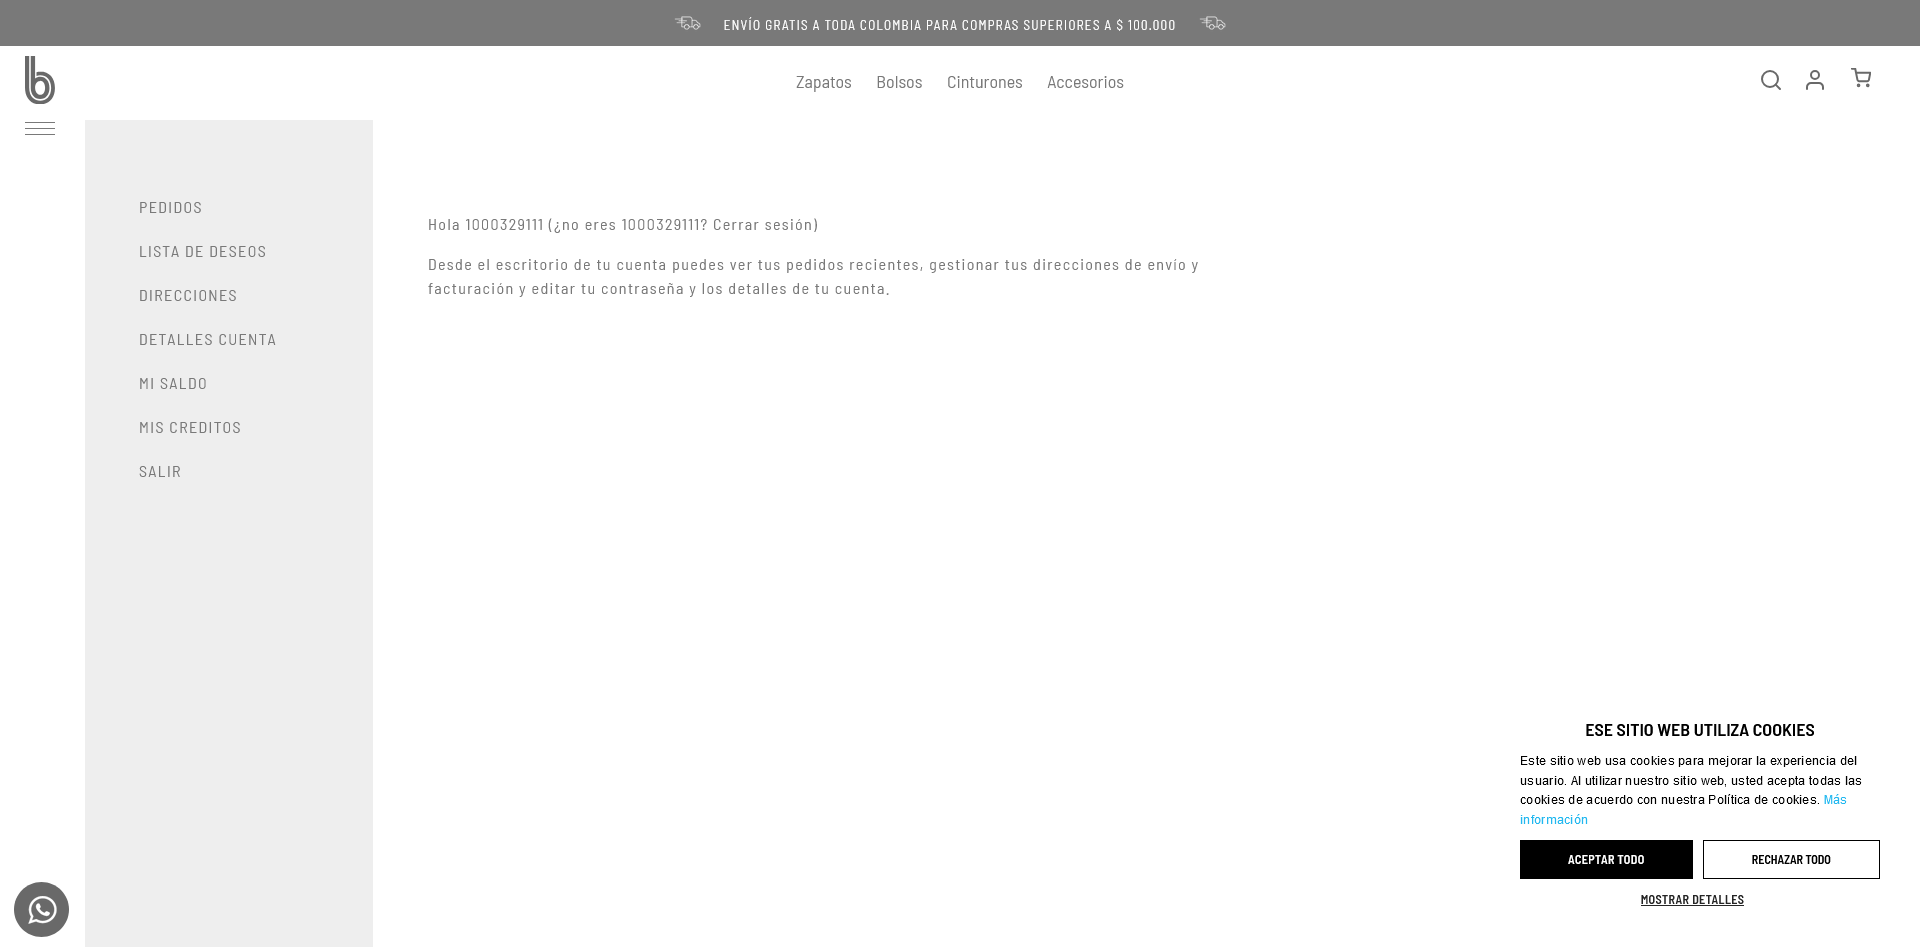 ENVÍO GRATIS A TODA COLOMBIA PARA COMPRAS SUPERIORES A $ 100.000
b
Zapatos Bolsos Cinturones Accesorios
PEDIDOS
LISTA DE DESEOS
DIRECCIONES
DETALLES CUENTA
MI SALDO
MIS CREDITOS
SALIR
Hola 1000329111 (¿no eres 1000329111? Cerrar sesión)
Desde el escritorio de tu cuenta puedes ver tus pedidos recientes, gestionar tus direcciones de envío y
facturación y editar tu contraseña y los detalles de tu cuenta.
ESE SITIO WEB UTILIZA COOKIES
Este sitio web usa cookies para mejorar la experiencia del
usuario. Al utilizar nuestro sitio web, usted acepta todas las
cookies de acuerdo con nuestra Política de cookies. Más
información
ACEPTAR TODO
RECHAZAR TODO
MOSTRAR DETALLES